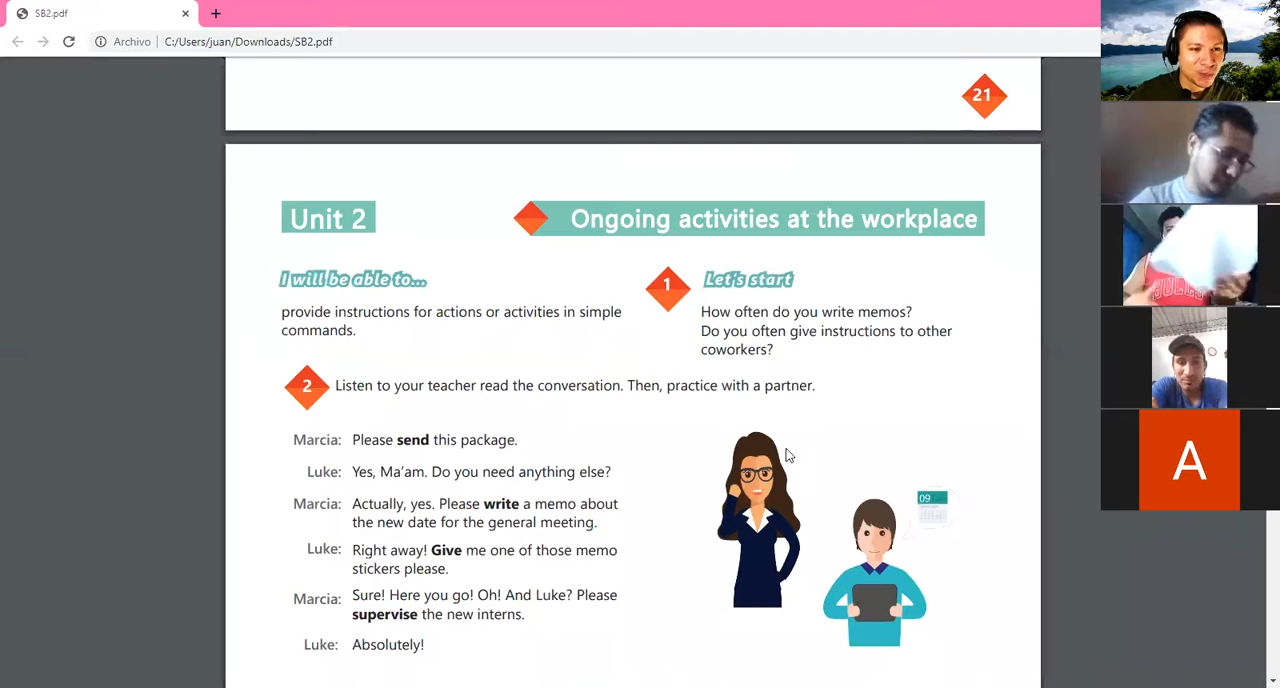 SB2.pdf
Archivo | C:/Users/juan/Downloads/SB2.pdf
21
Unit 2
Ongoing activities at the workplace
I will be able to...
provide instructions for actions or activities in simple
commands.
1
Let's start
How often do you write memos?
Do you often give instructions to other
coworkers?
2
Listen to your teacher read the conversation. Then, practice with a partner.
Marcia: Please send this package.
Luke: Yes, Ma'am. Do you need anything else?
Marcia: Actually, yes. Please write a memo about
the new date for the general meeting.
Luke: Right away! Give me one of those memo
stickers please.
Marcia: Sure! Here you go! Oh! And Luke? Please
supervise the new interns.
Luke: Absolutely!
09
BULLS
A